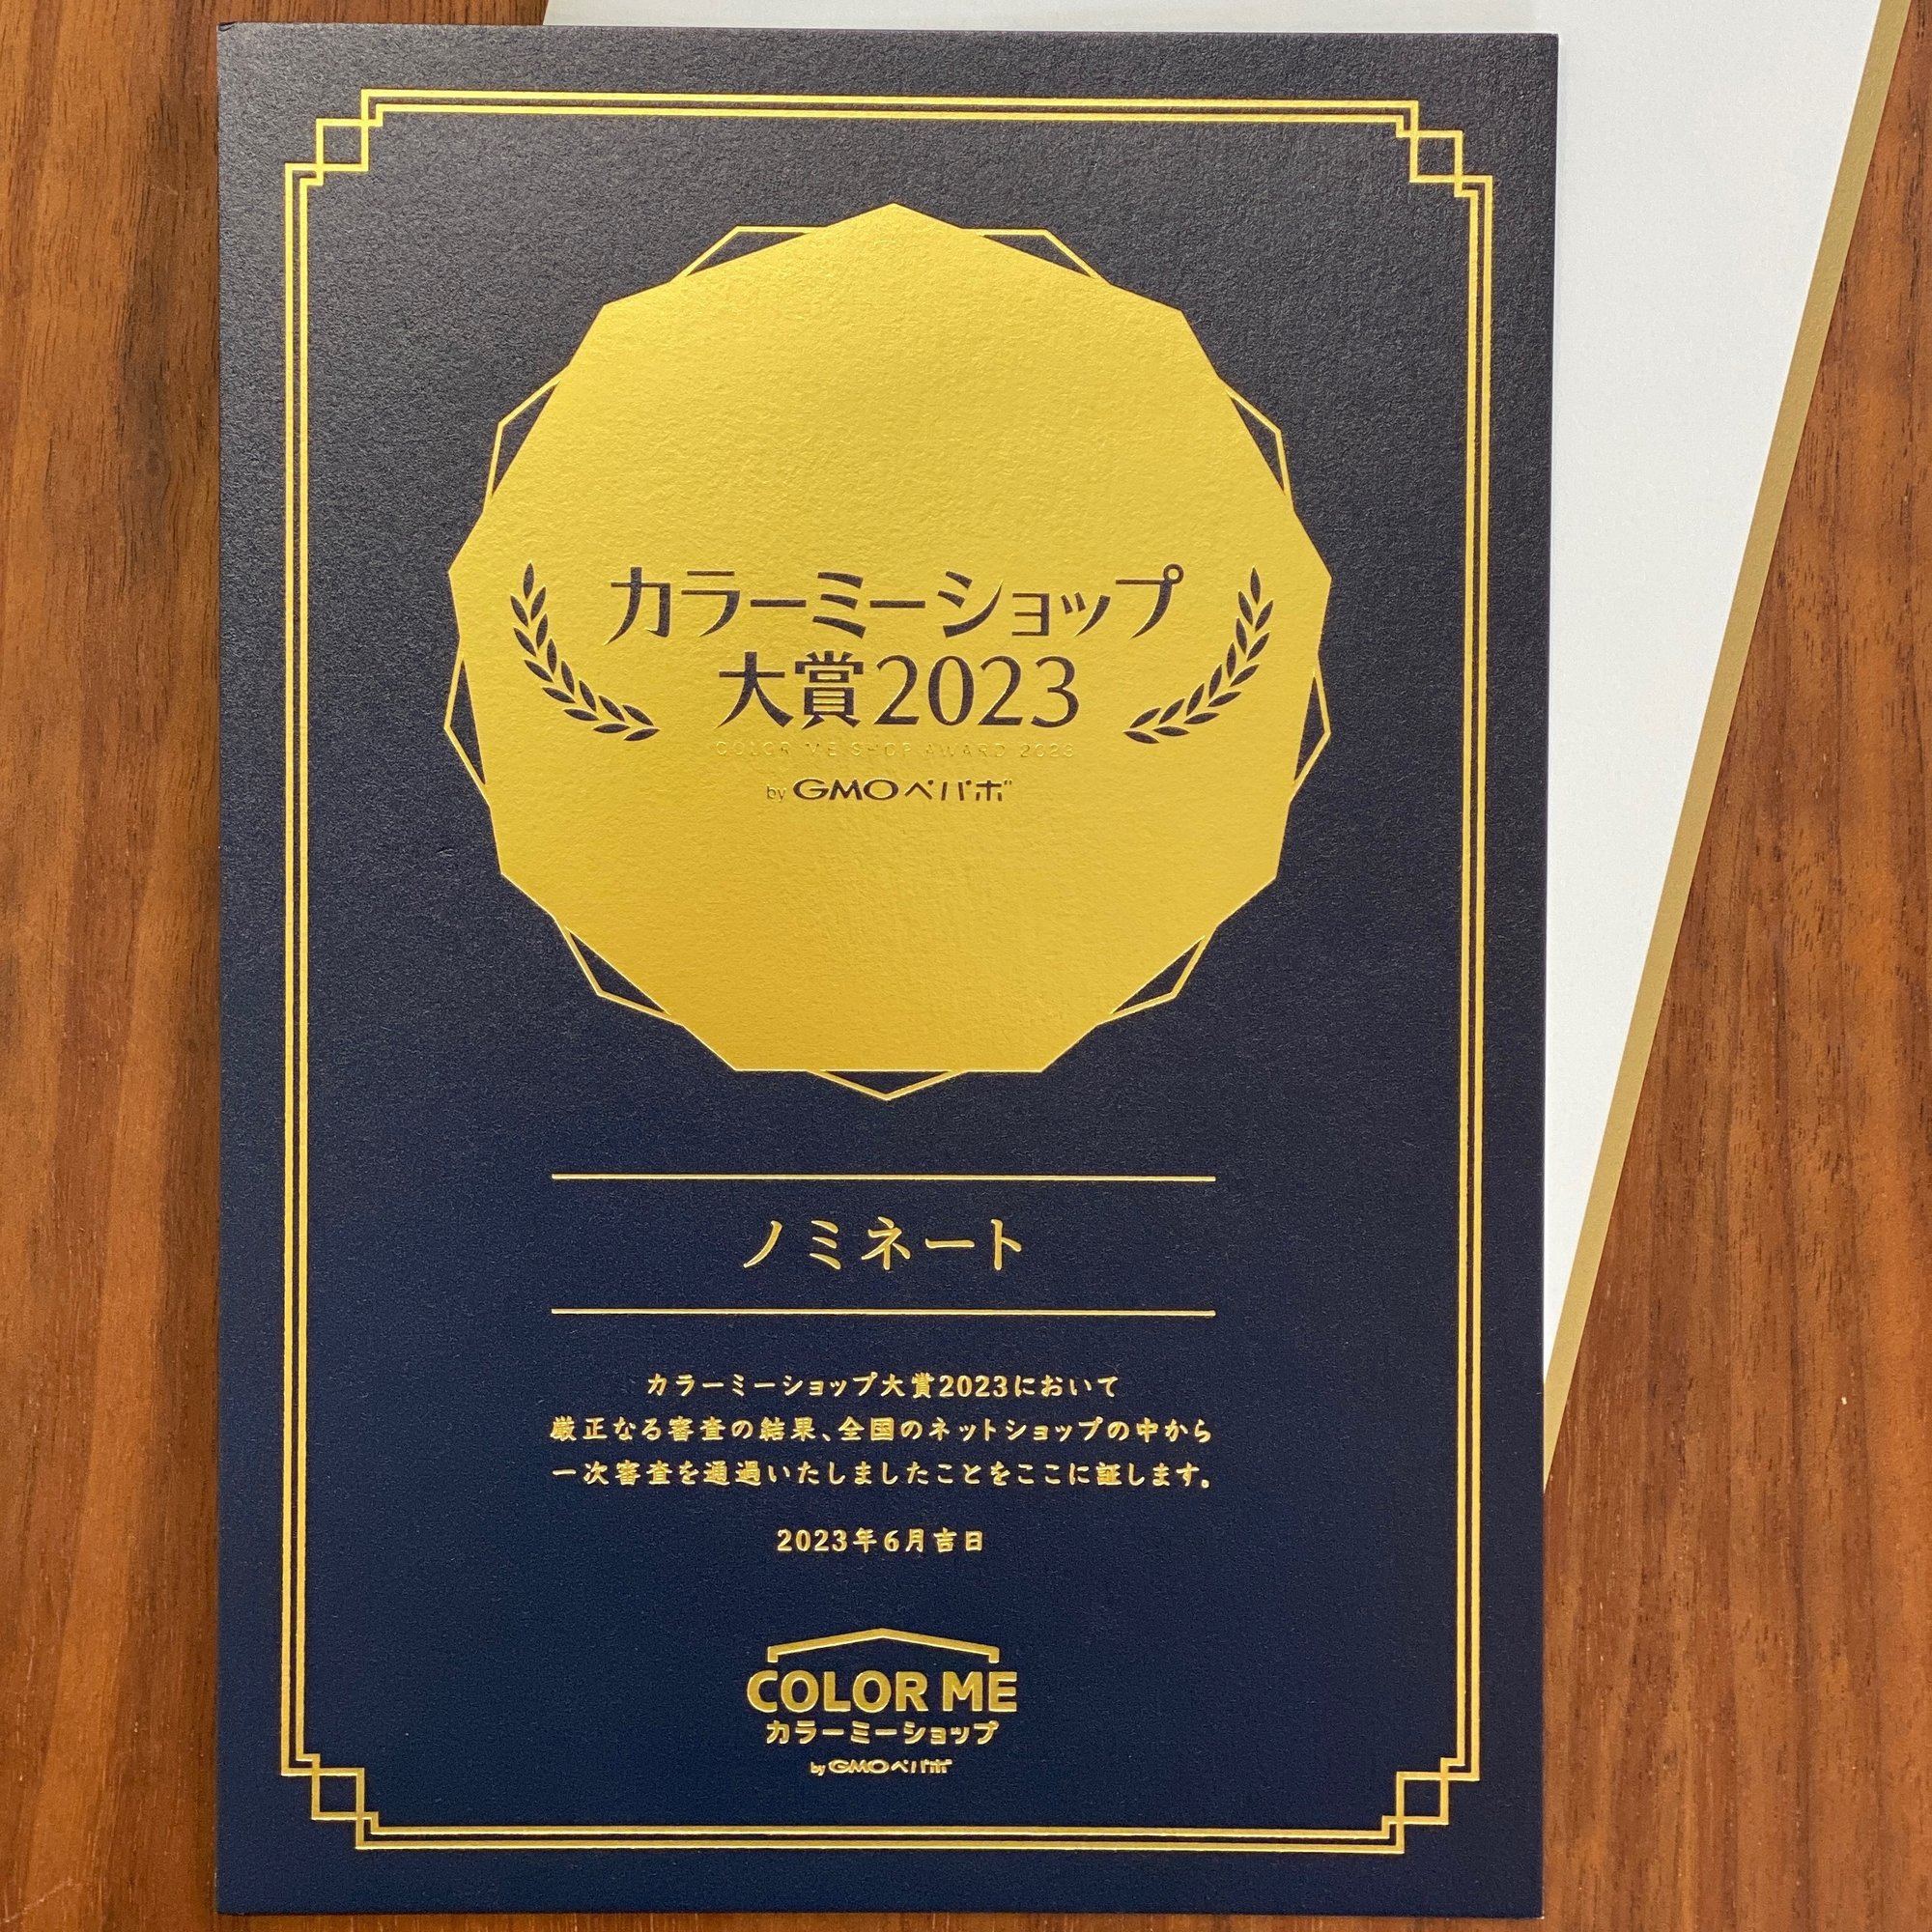 カラーミーショップ
大賞2023
COLOR ME SHOP AWARD 2023
by GMOペパボ
ノミネート
カラーミーショップ大賞2023において
厳正なる審査の結果、全国のネットショップの中から
一次審査を通過いたしましたことをここに証します。
2023年6月吉日
COLOR ME
カラーミーショップ
by GMOペパボ